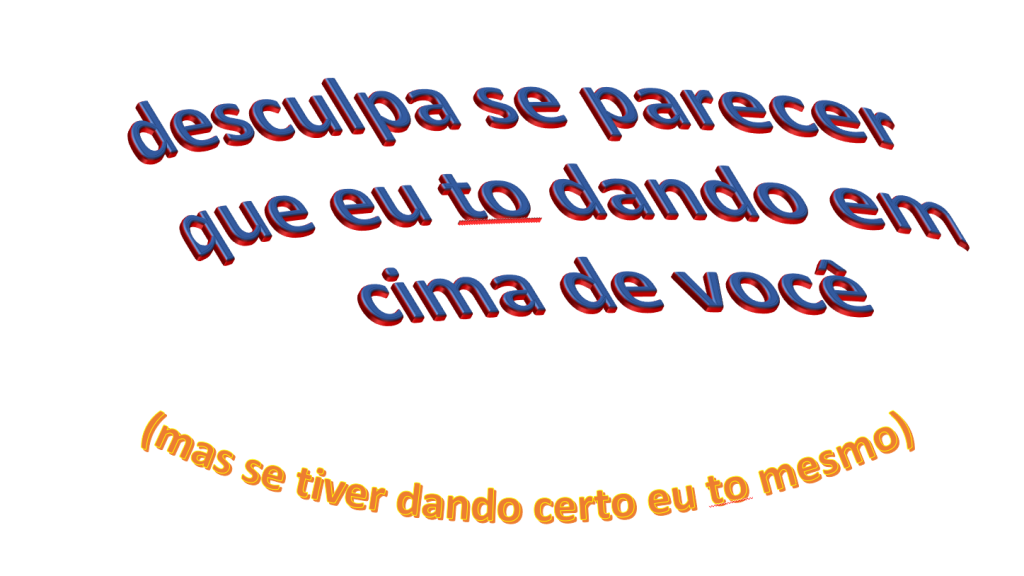 desculpa se parecer
que eu to dando em
cima de você
(mas se tiver dando certo eu to mesmo)